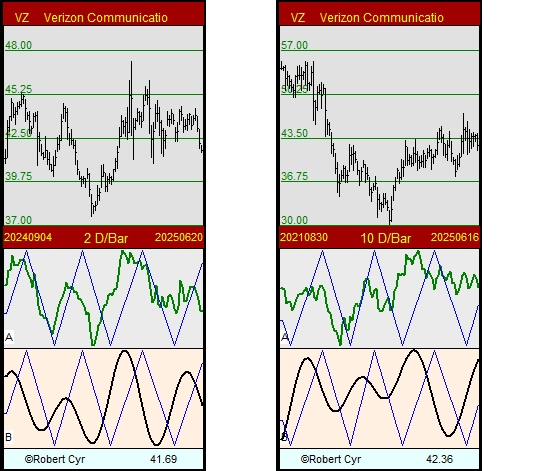 VZ Verizon Communicatio
48.00
45.25
42.50
39.75
37.00
20240904 2 D/Bar 20250620
A
B
©Robert Cyr 41.69
VZ Verizon Communicatio
57.00
50.25
43.50
36.75
30.00
20210830 10 D/Bar 20250616
A
B
©Robert Cyr 42.36